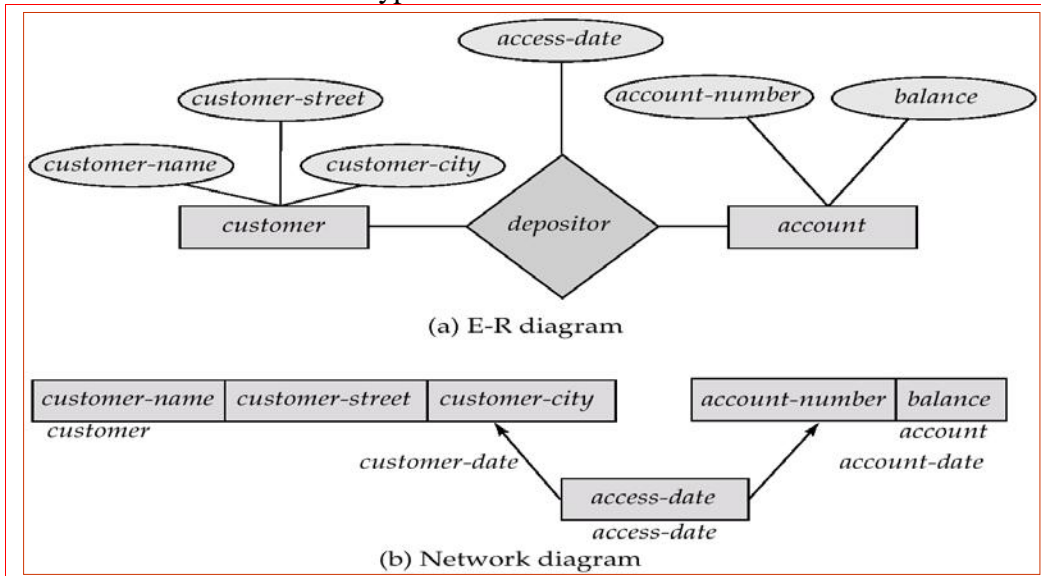 access-date
customer-street
account-number balance
customer-name customer-city
customer depositor account
(a) E-R diagram
customer-name customer-street customer-city account-number balance
customer account
customer-date account-date
access-date
access-date
(b) Network diagram